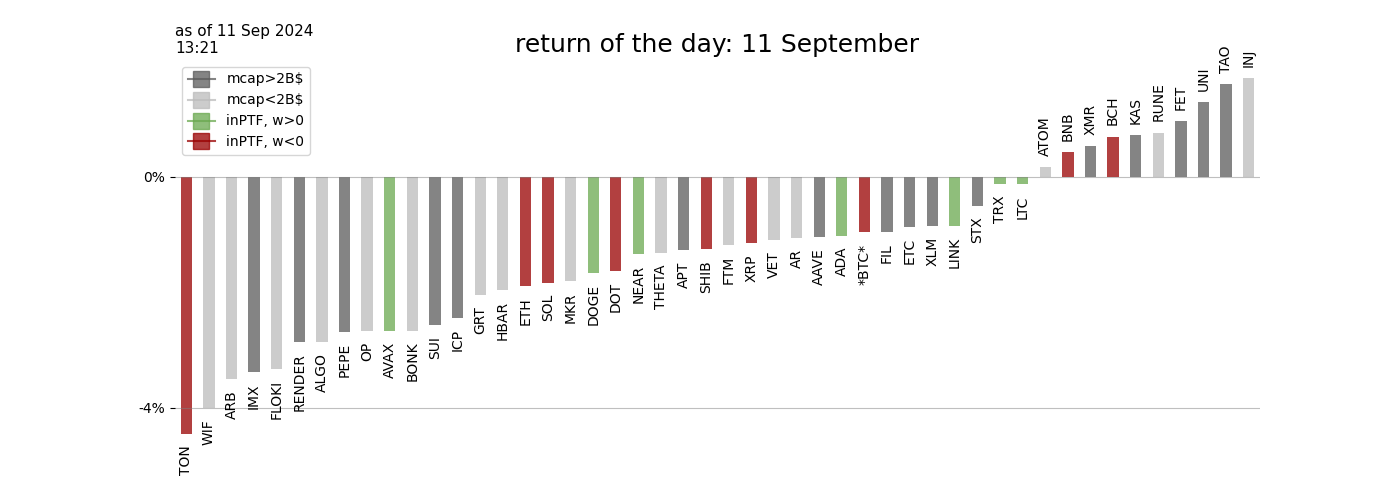 as of 11 Sep 2024
13:21
return of the day: 11 September
mcap>2B$
mcap<2B$
inPTF, w>0
inPTF, w<0
0%
-4%
TON
WIF
ARB
IMX
FLOKI
RENDER
ALGO
PEPE
OP
AVAX
BONK
SUI
ICP
GRT
HBAR
ETH
SOL
MKR
DOGE
DOT
NEAR
THETA
APT
SHIB
FTM
XRP
VET
AR
AAVE
ADA
*BTC*
FIL
ETC
XLM
LINK
STX
TRX
LTC
ATOM
BNB
XMR
BCH
KAS
RUNE
FET
UNI
TAO
INJ